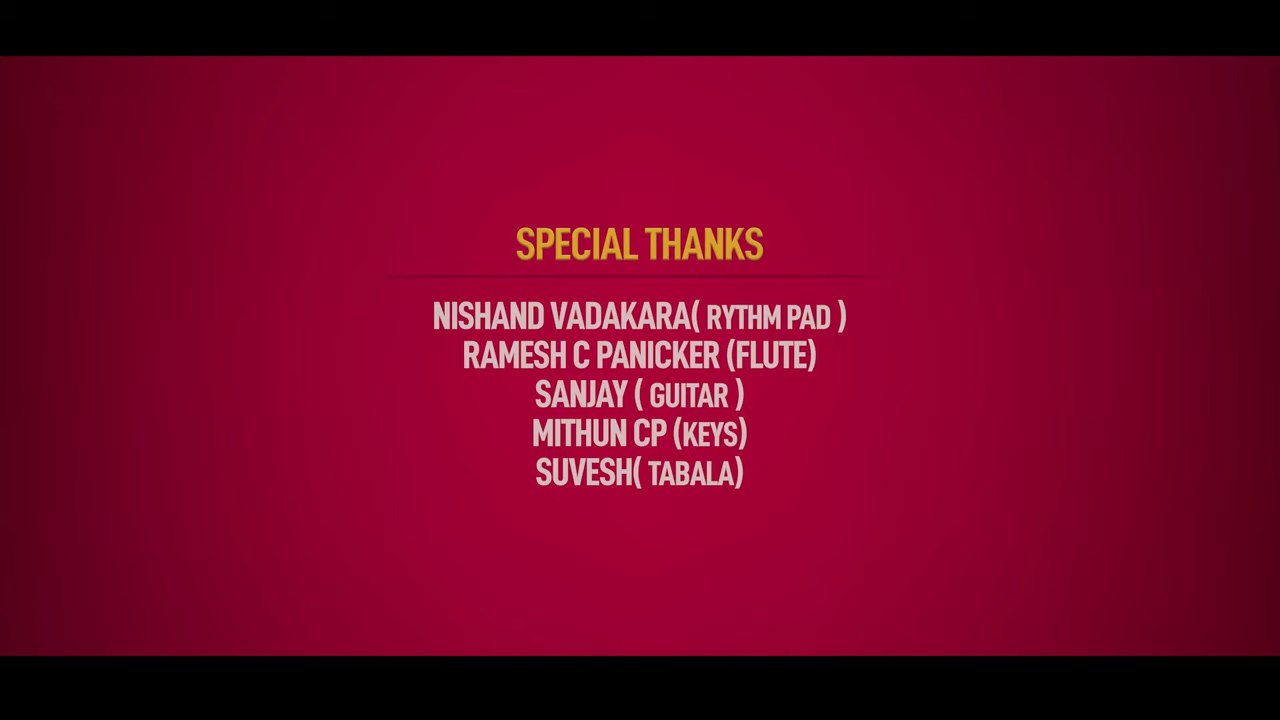 SPECIAL THANKS
NISHAND VADAKARA( RYTHM PAD )
RAMESH C PANICKER (FLUTE)
SANJAY ( GUITAR )
MITHUN CP (KEYS)
SUVESH( TABALA)